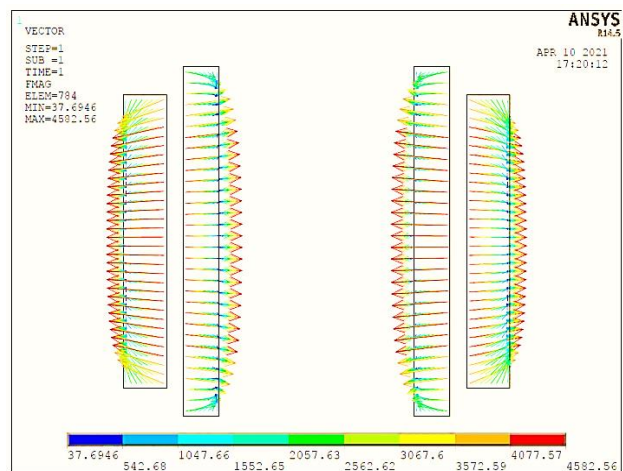 1
VECTOR
STEP=1
SUB =1
TIME=1
FMAG
ELEM=784
MIN=37.6946
MAX=4582.56
ANSYS
R14.5
APR 10 2021
17:20:12
37.6946 1047.66 2057.63 3067.6 4077.57
542.68 1552.65 2562.62 3572.59 4582.56